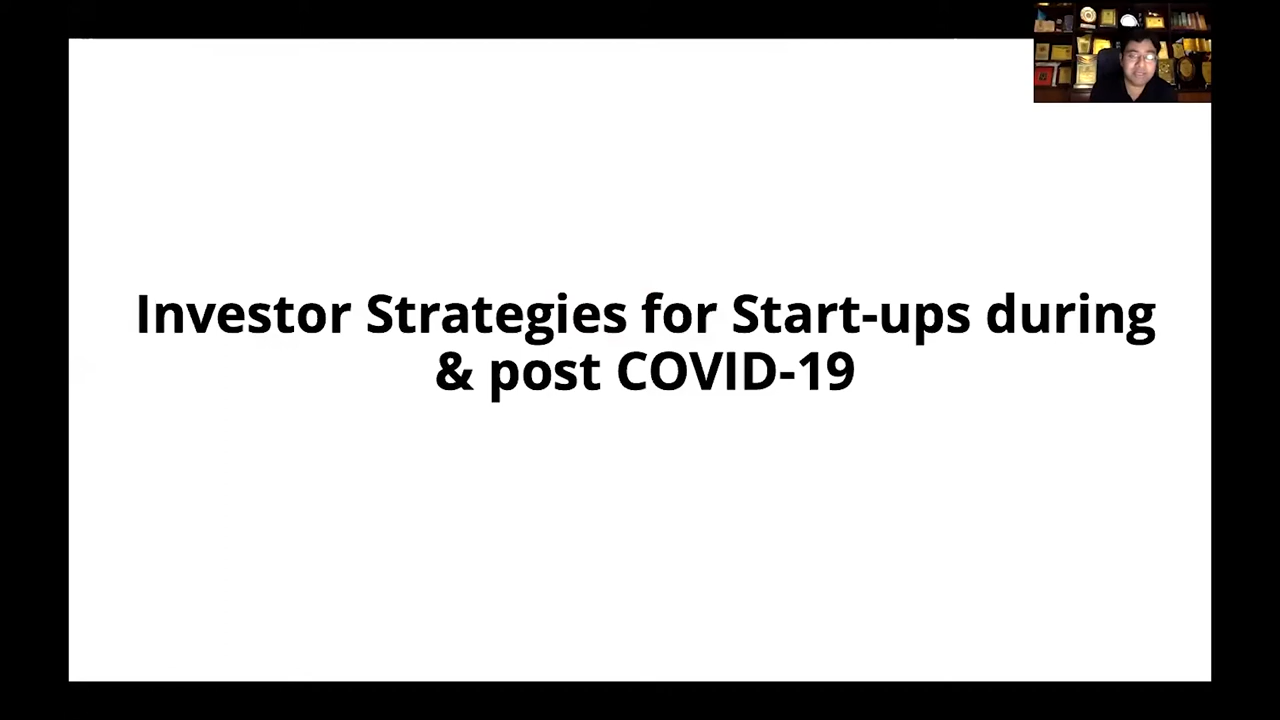 Investor Strategies for Start-ups during
& post COVID-19